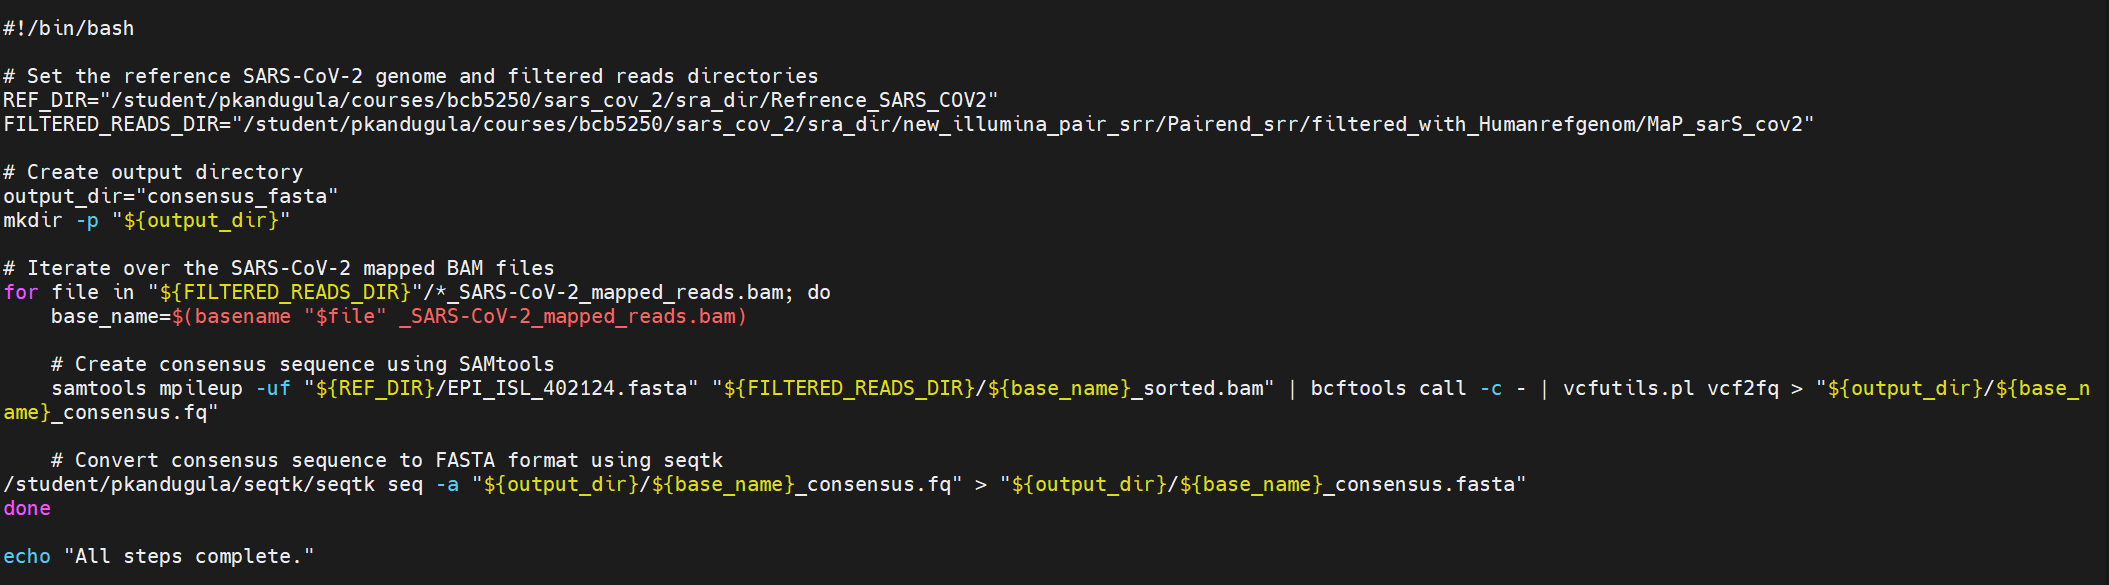 #!/bin/bash
# Set the reference SARS-CoV-2 genome and filtered reads directories
REF_DIR="/student/pkandugula/courses/bcb5250/sars_cov_2/sra_dir/Refrence_SARS_COV2"
FILTERED_READS_DIR="/student/pkandugula/courses/bcb5250/sars_cov_2/sra_dir/new_illumina_pair_srr/Pairend_srr/filtered_with_Humanrefgenom/MaP_sarS_cov2"
# Create output directory
output_dir="consensus_fasta"
mkdir -p "${output_dir}"
# Iterate over the SARS-CoV-2 mapped BAM files
for file in "${FILTERED_READS_DIR}"/*_SARS-CoV-2_mapped_reads.bam; do
    base_name=$(basename "$file" _SARS-CoV-2_mapped_reads.bam)
    # Create consensus sequence using SAMtools
    samtools mpileup -uf "${REF_DIR}/EPI_ISL_402124.fasta" "${FILTERED_READS_DIR}/${base_name}_sorted.bam" | bcftools call -c - | vcfutils.pl vcf2fq > "${output_dir}/${base_n
ame}_consensus.fq"
    # Convert consensus sequence to FASTA format using seqtk
/student/pkandugula/seqtk/seqtk seq -a "${output_dir}/${base_name}_consensus.fq" > "${output_dir}/${base_name}_consensus.fasta"
done
echo "All steps complete."